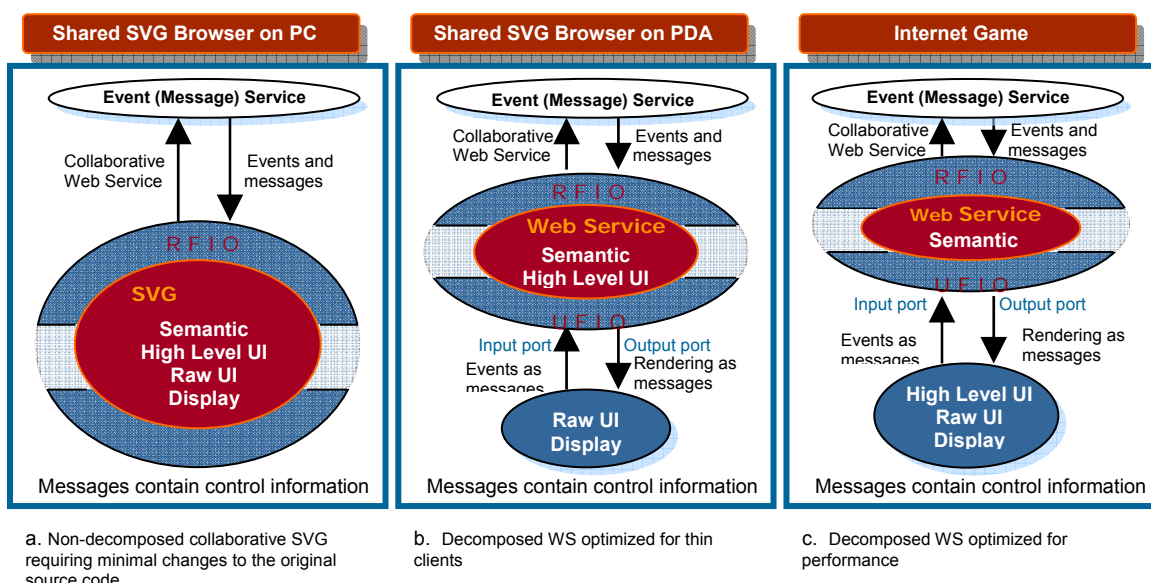 Shared SVG Browser on PC
Event (Message) Service
Collaborative
Web Service
Events and
messages
R F I O
SVG
Semantic
High Level UI
Raw UI
Display
Messages contain control information
a. Non-decomposed collaborative SVG
requiring minimal changes to the original
source code
Shared SVG Browser on PDA
Event (Message) Service
Collaborative
Web Service
Events and
messages
R F I O
Web Service
Semantic
High Level UI
U F I O
Input port
Output port
Events as
messages
Rendering as
messages
Raw UI
Display
Messages contain control information
b. Decomposed WS optimized for thin
clients
Internet Game
Event (Message) Service
Collaborative
Web Service
Events and
messages
R F I O
Web Service
Semantic
U F I O
Input port
Output port
Events as
messages
Rendering as
messages
High Level UI
Raw UI
Display
Messages contain control information
c. Decomposed WS optimized for
performance